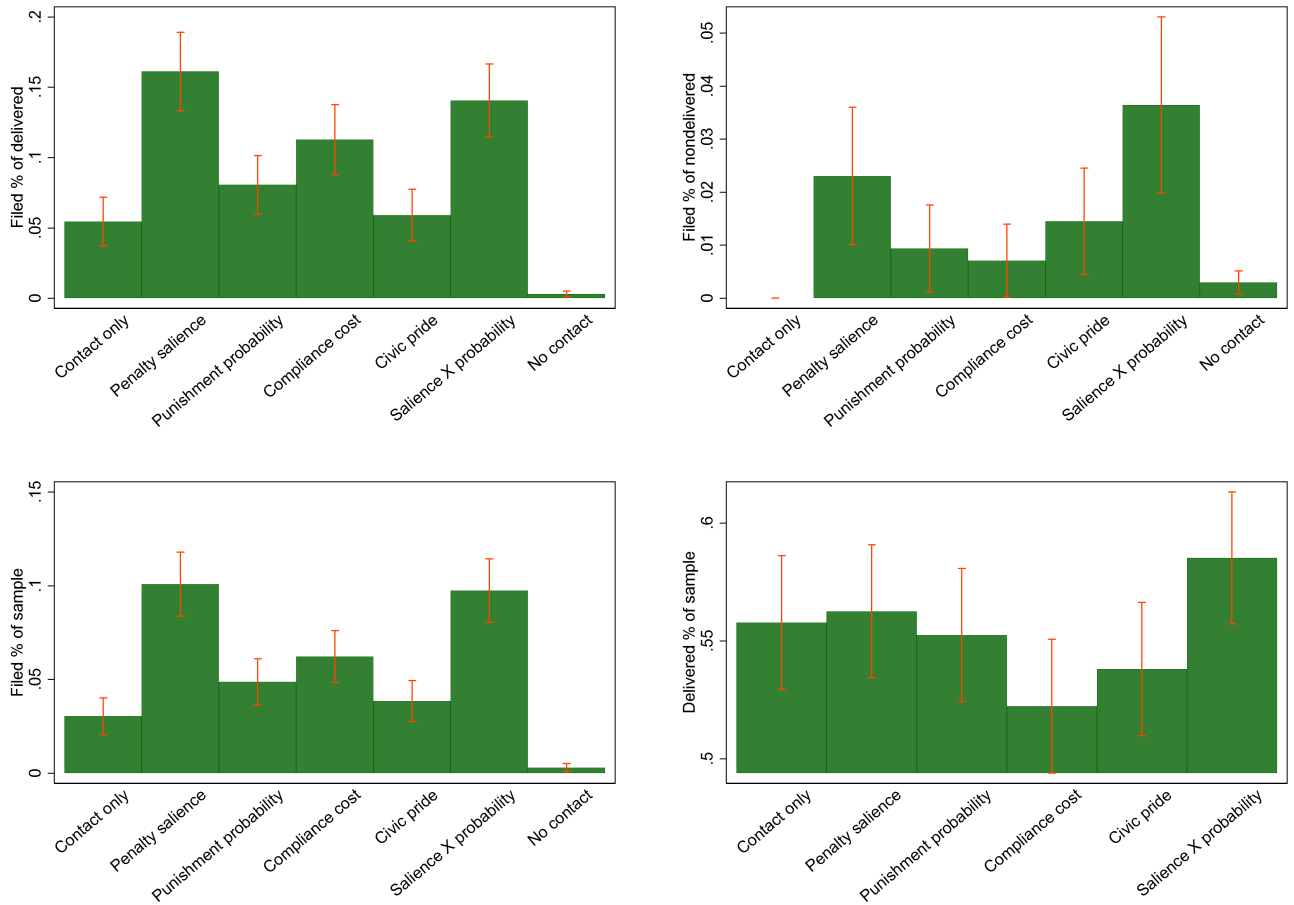 Filed % of delivered
.2
.15
.1
.05
0
Contact only
Penalty salience
Punishment probability
Compliance cost
Civic pride
Salience X probability
No contact
Filed % of nondelivered
.05
.04
.03
.02
.01
0
Contact only
Penalty salience
Punishment probability
Compliance cost
Civic pride
Salience X probability
No contact
Filed % of sample
.15
.1
.05
0
Contact only
Penalty salience
Punishment probability
Compliance cost
Civic pride
Salience X probability
No contact
Delivered % of sample
.6
.55
.5
Contact only
Penalty salience
Punishment probability
Compliance cost
Civic pride
Salience X probability